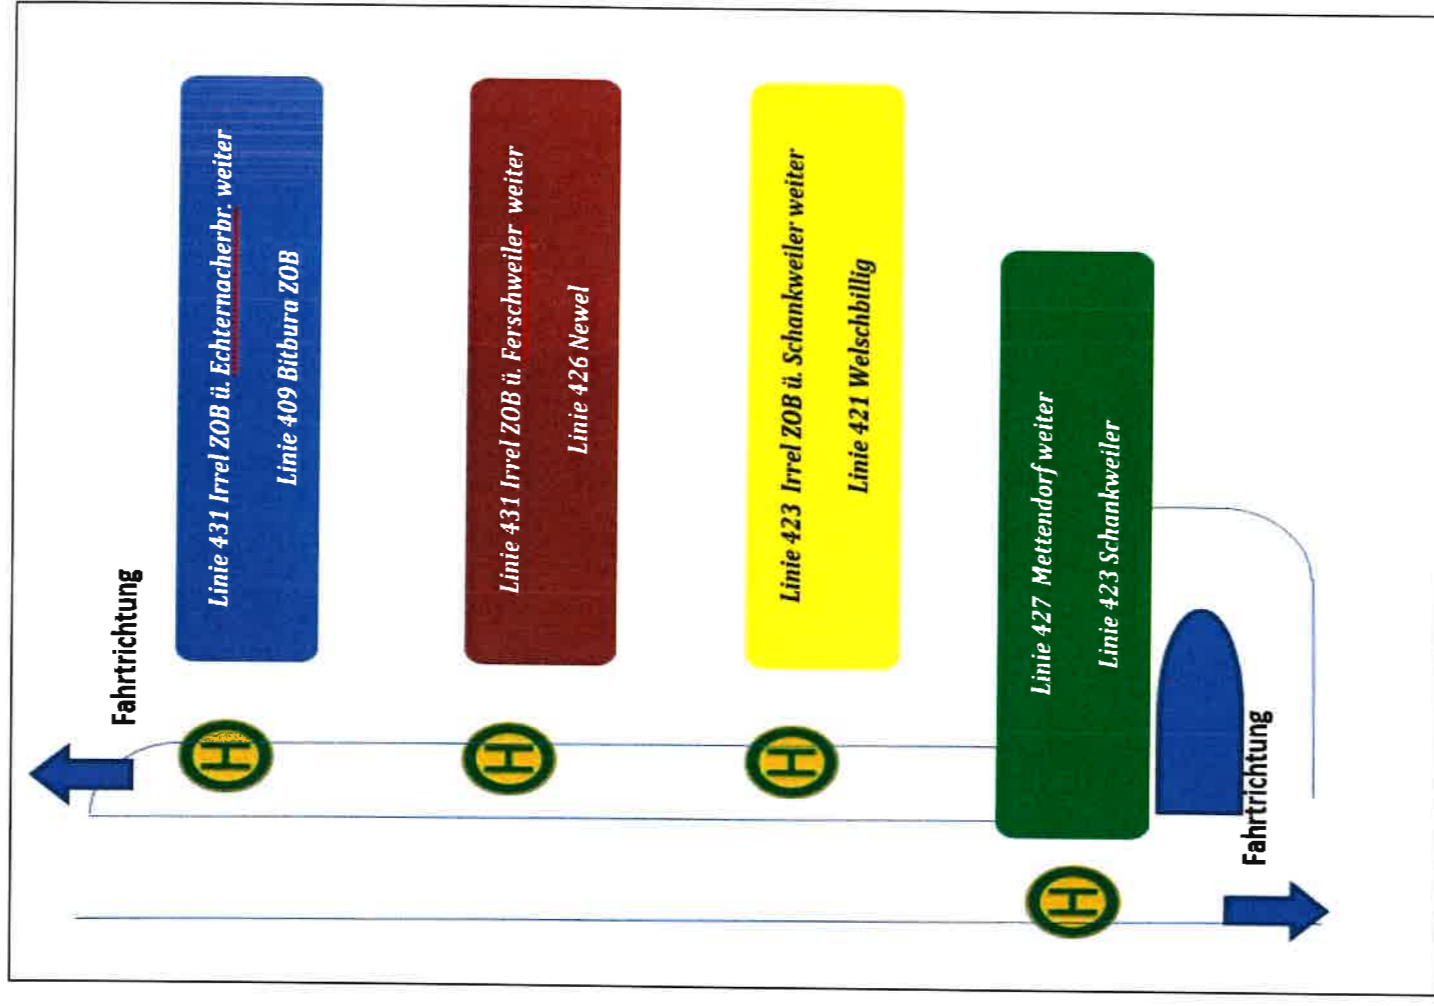 Fahrtrichtung
Linie 431 Irrel ZOB ü. Echternacherbr. weiter
Linie 409 Bitbura ZOB
H
Linie 431 Irrel ZOB ü. Ferschweiler weiter
Linie 426 Newel
H
Linie 423 Irrel ZOB ü. Schankweiler weiter
Linie 421 Welschbillig
H
Linie 427 Mettendorf weiter
Linie 423 Schankweiler
H
Fahrtrichtung